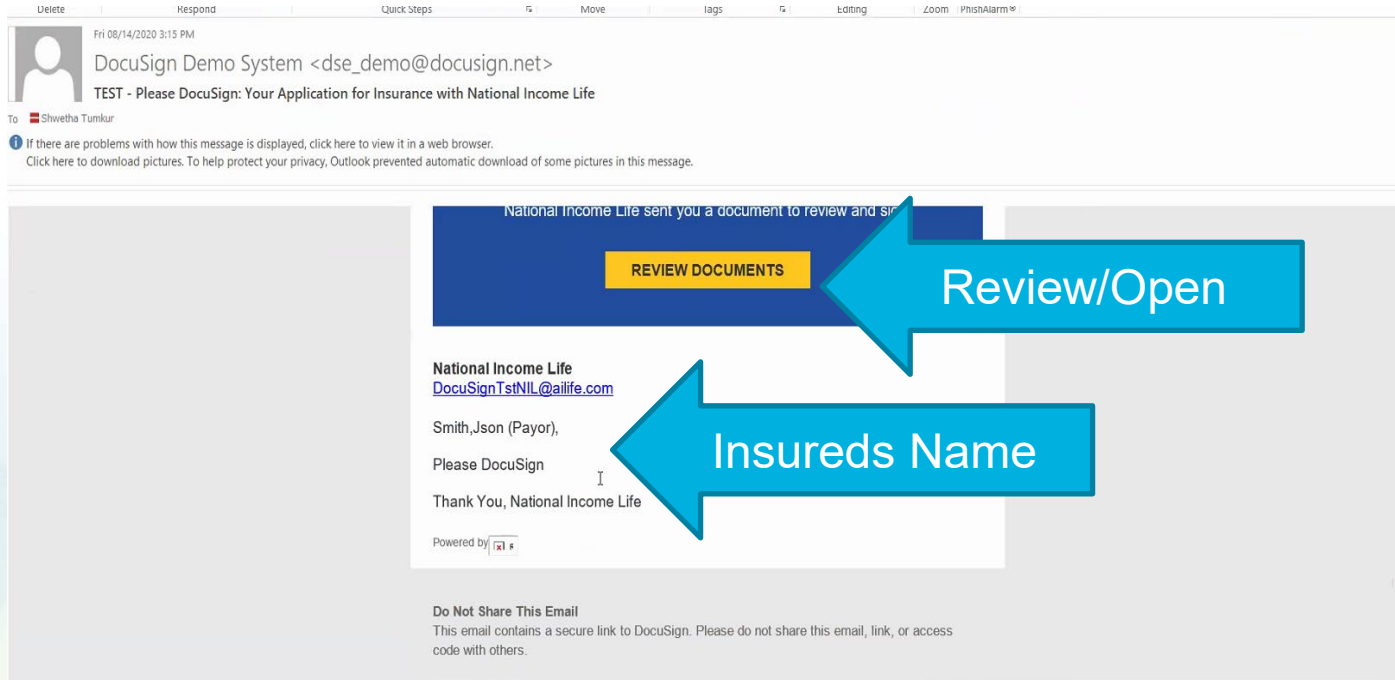 Delete Respond Quick Steps Move Tags Editing Zoom PhishAlarm®
Fri 08/14/2020 3:15 PM
DocuSign Demo System <dse_demo@docusign.net>
TEST - Please DocuSign: Your Application for Insurance with National Income Life
To Shwetha Tumkur
If there are problems with how this message is displayed, click here to view it in a web browser.
Click here to download pictures. To help protect your privacy, Outlook prevented automatic download of some pictures in this message.
National Income Life sent you a document to review and
REVIEW DOCUMENTS
Review/Open
National Income Life
DocuSignTstNIL@ailife.com
Smith,Json (Payor),
Insureds Name
Please DocuSign
Thank You, National Income Life
Powered by
Do Not Share This Email
This email contains a secure link to DocuSign. Please do not share this email, link, or access
code with others.